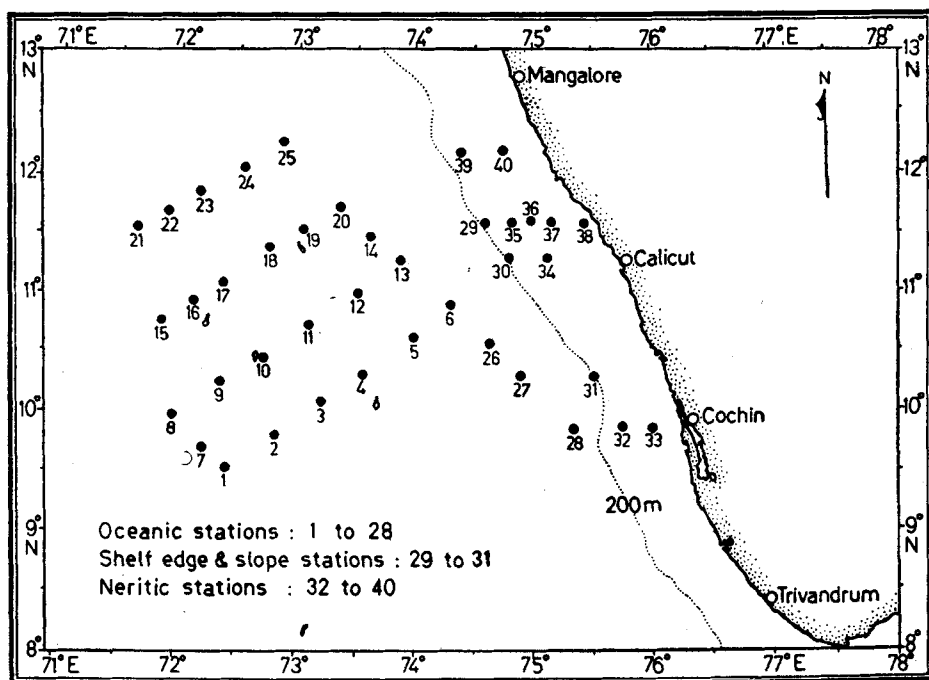 71° E 72° 73° 74° 75° 76° 77° E 78°
13° N 13° N
Mangalore
N
25
24 39 40
12° 12°
23
22 20 36
21 19 14 29 35 37 38
18 13 30 34 Calicut
17
11° 11°
16 12 6
15 11 5 26
10 4 27 31
9
10° 3 10°
8 2 28 32 33 Cochin
7 1
200m
9° N 9° N
Oceanic stations : 1 to 28
Shelf edge & slope stations : 29 to 31
Neritic stations : 32 to 40
Trivandrum
8° 8°
71° E 72° 73° 74° 75° 76° 77° E 78°